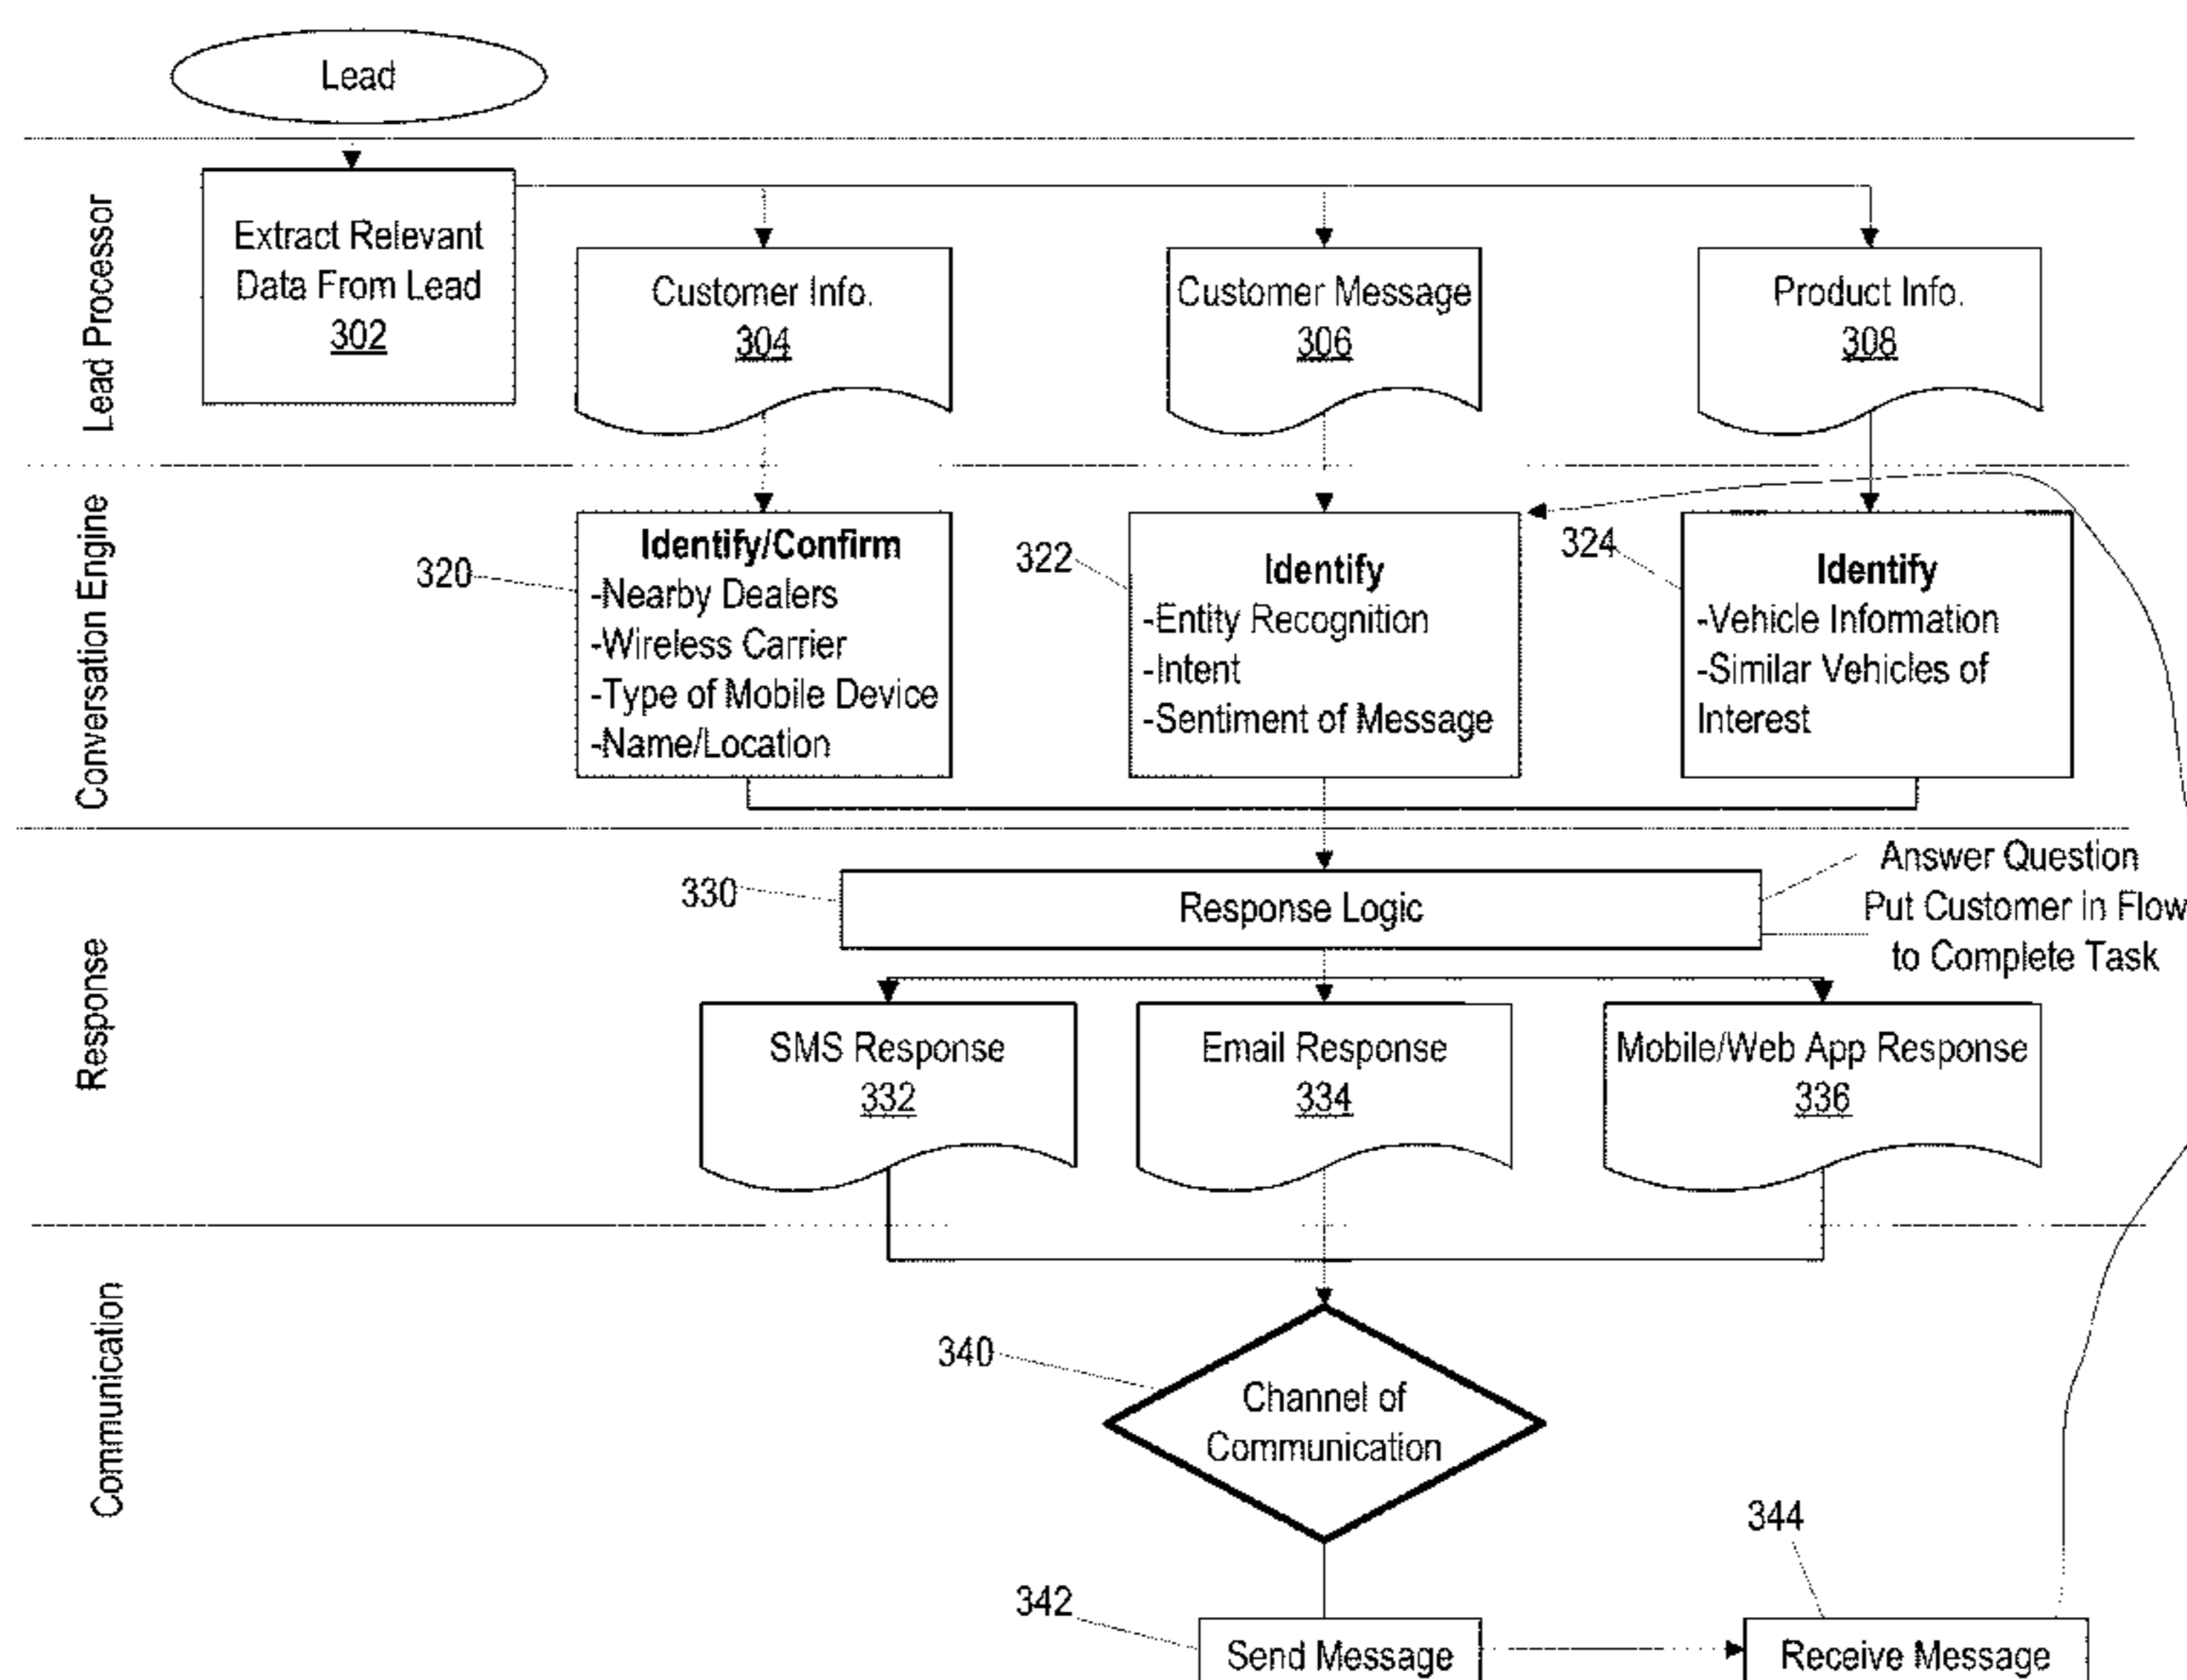 Lead
Lead Processor
Extract Relevant
Data From Lead
302
Customer Info.
304
Customer Message
306
Product Info.
308
Conversation Engine
320
Identify/Confirm
-Nearby Dealers
-Wireless Carrier
-Type of Mobile Device
-Name/Location
322
Identify
-Entity Recognition
-Intent
-Sentiment of Message
324
Identify
-Vehicle Information
-Similar Vehicles of
Interest
Response
330
Response Logic
Answer Question
Put Customer in Flow
to Complete Task
SMS Response
332
Email Response
334
Mobile/Web App Response
336
Communication
340
Channel of
Communication
342
Send Message
344
Receive Message